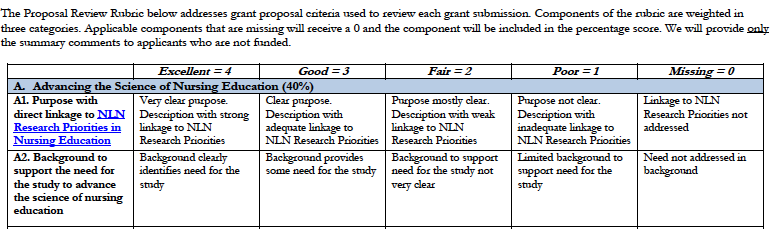 The Proposal Review Rubric below addresses grant proposal criteria used to review each grant submission. Components of the rubric are weighted in
three categories. Applicable components that are missing will receive a 0 and the component will be included in the percentage score. We will provide only
the summary comments to applicants who are not funded.
Excellent = 4
Good = 3
Fair = 2
Poor = 1
Missing = 0
A. Advancing the Science of Nursing Education (40%)
A1. Purpose with
direct linkage to NLN
Research Priorities in
Nursing Education
Very clear purpose.
Description with strong
linkage to NLN
Research Priorities
Clear purpose.
Description with
adequate linkage to
NLN Research Priorities
Purpose mostly clear.
Description with weak
linkage to NLN
Research Priorities
Purpose not clear.
Description with
inadequate linkage to
NLN Research Priorities
Linkage to NLN
Research Priorities not
addressed
A2. Background to
support the need for
the study to advance
the science of nursing
education
Background clearly
identifies need for the
study
Background provides
some need for the study
Background to support
need for the study not
very clear
Limited background to
support need for the
study
Need not addressed in
background